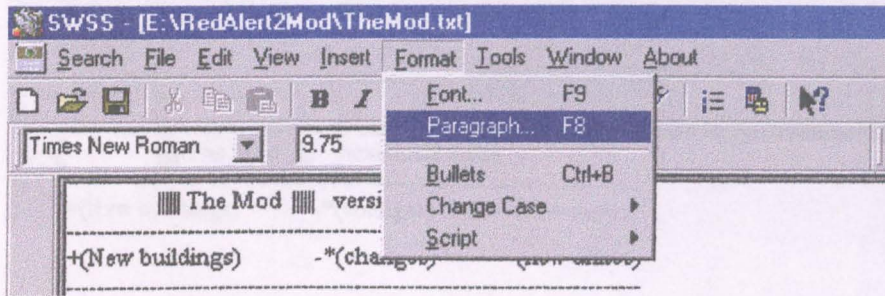 SWSS - [E:\RedAlert2Mod\TheMod.txt]
Search File Edit View Insert Format Tools Window About
B I
Font... F9
Paragraph... F8
Times New Roman 9.75
Bullets Ctrl+B
The Mod versi
Change Case
Script
+(New buildings) -*(changes)